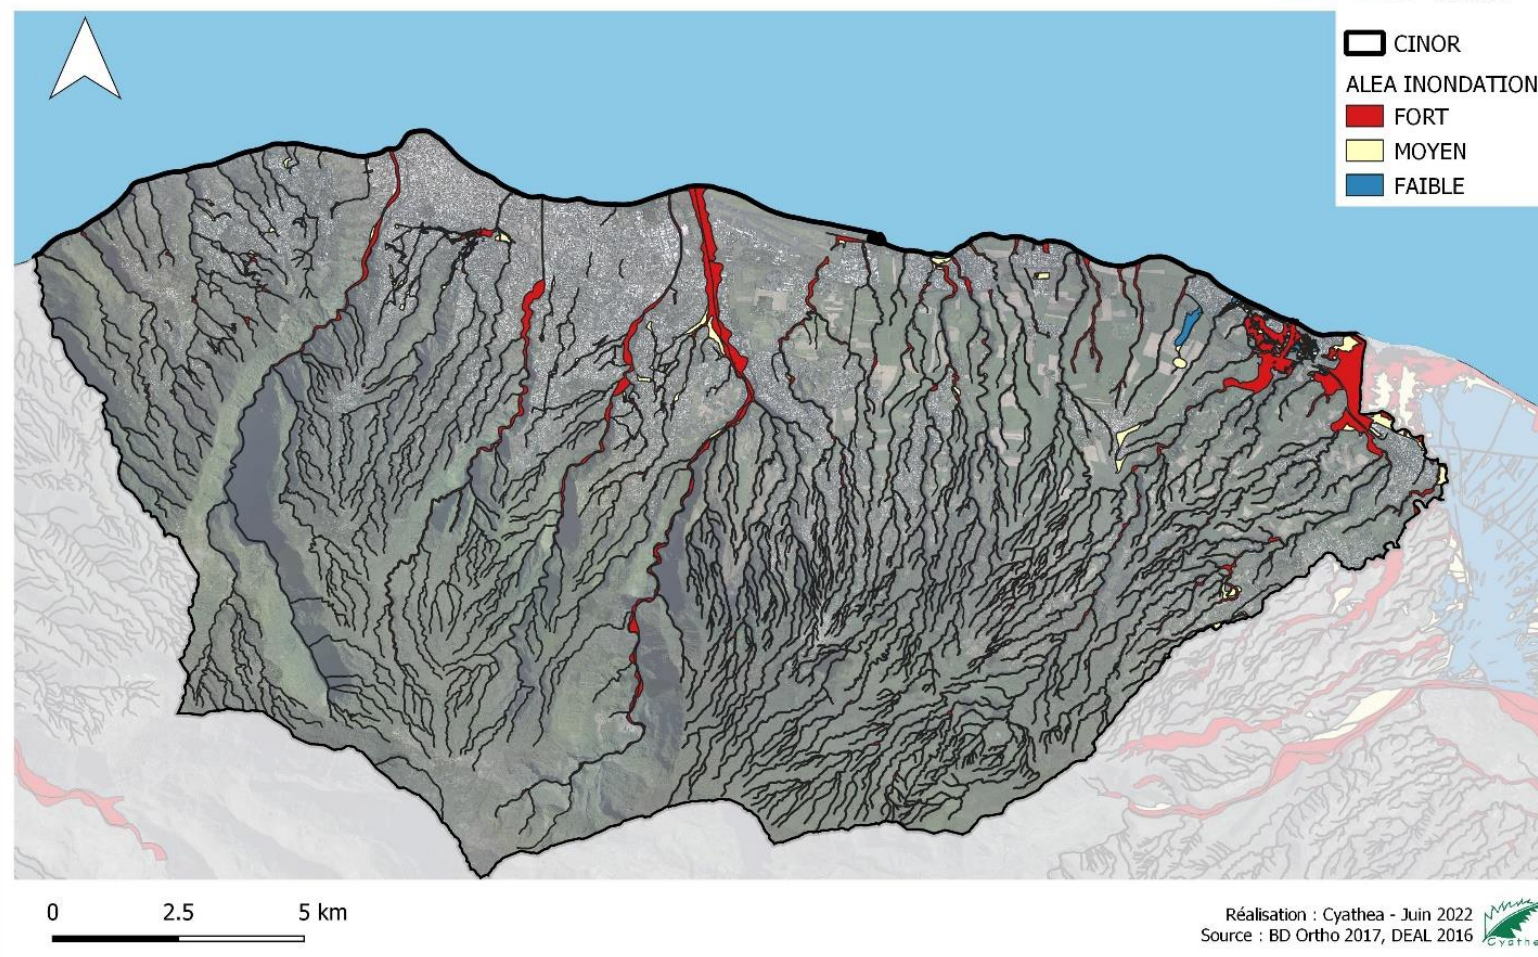 CINOR
ALEA INONDATION
FORT
MOYEN
FAIBLE
0 2.5 5 km
Réalisation : Cyathea - Juin 2022
Source : BD Ortho 2017, DEAL 2016